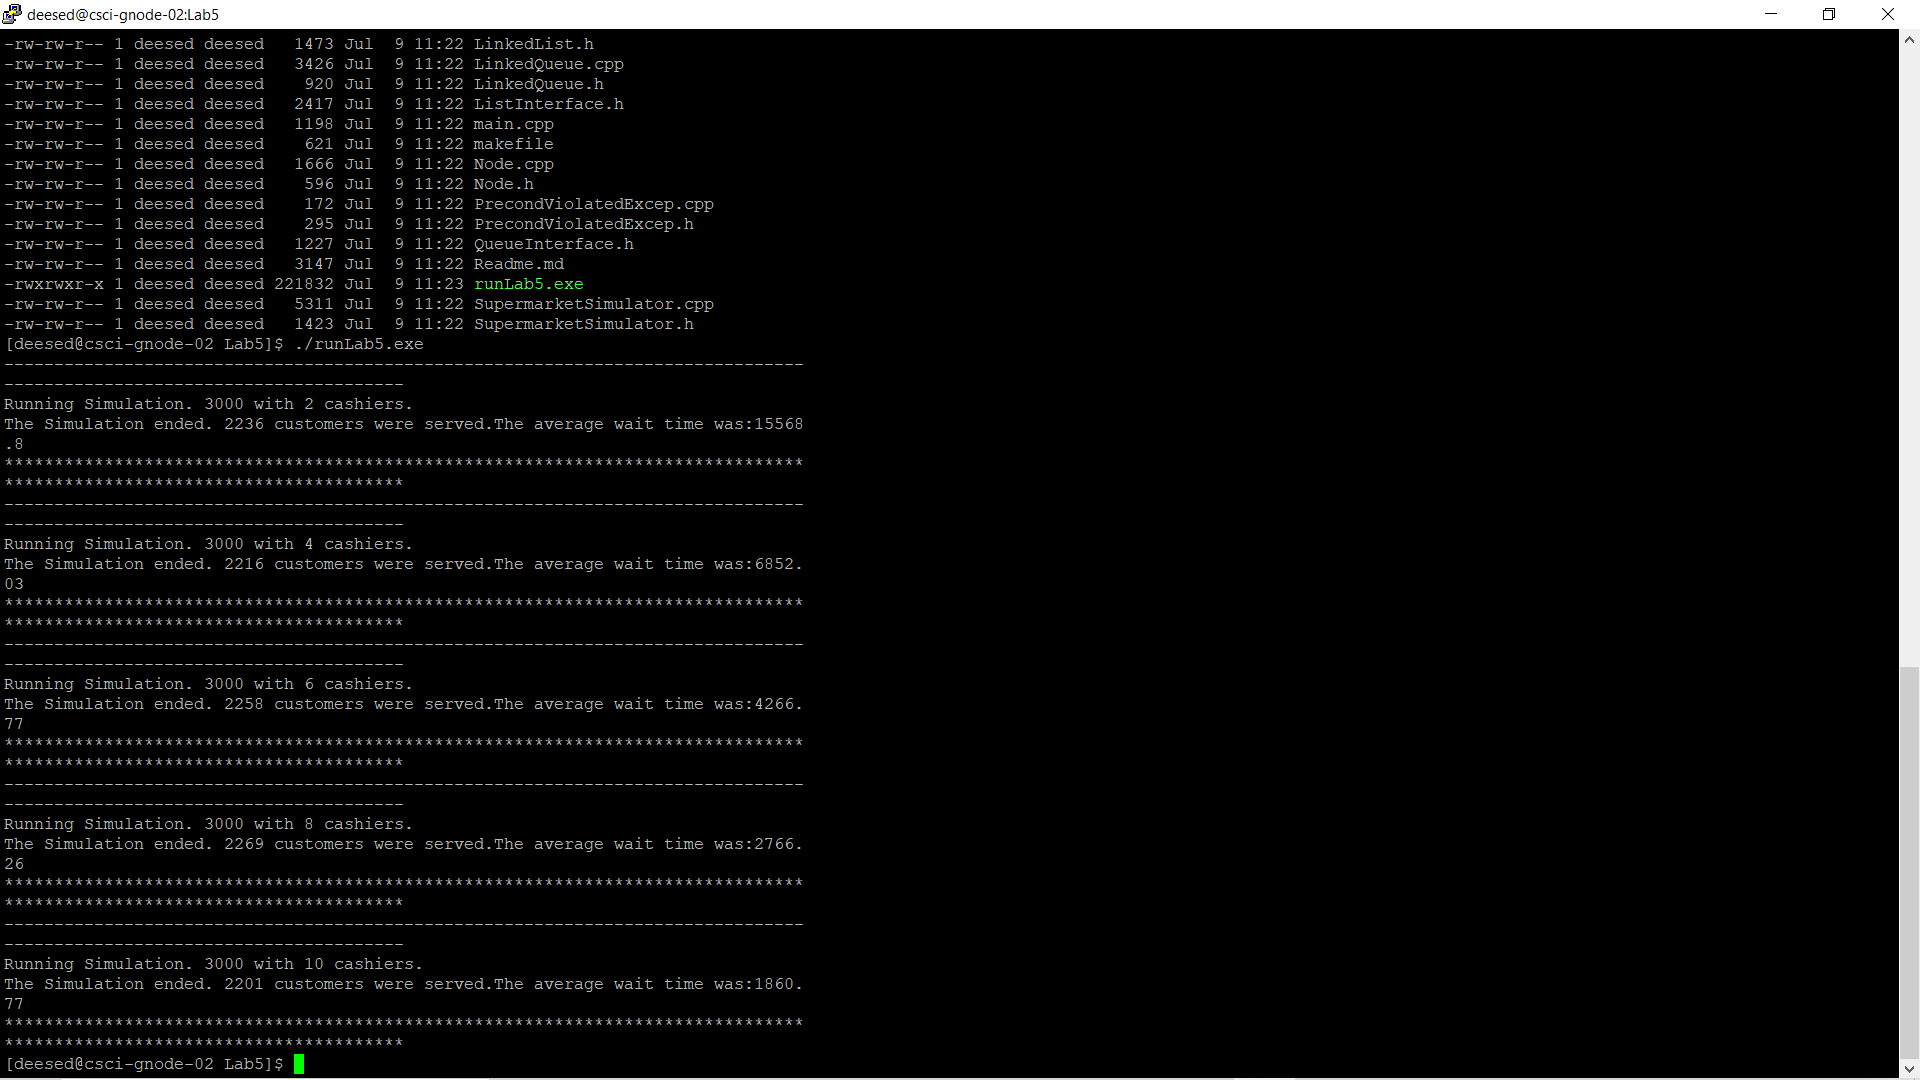 deesed@csci-gnode-02:Lab5
-rw-rw-r-- 1 deesed deesed   1473 Jul  9 11:22 LinkedList.h
-rw-rw-r-- 1 deesed deesed   3426 Jul  9 11:22 LinkedQueue.cpp
-rw-rw-r-- 1 deesed deesed    920 Jul  9 11:22 LinkedQueue.h
-rw-rw-r-- 1 deesed deesed   2417 Jul  9 11:22 ListInterface.h
-rw-rw-r-- 1 deesed deesed   1198 Jul  9 11:22 main.cpp
-rw-rw-r-- 1 deesed deesed    621 Jul  9 11:22 makefile
-rw-rw-r-- 1 deesed deesed   1666 Jul  9 11:22 Node.cpp
-rw-rw-r-- 1 deesed deesed    596 Jul  9 11:22 Node.h
-rw-rw-r-- 1 deesed deesed    172 Jul  9 11:22 PrecondViolatedExcep.cpp
-rw-rw-r-- 1 deesed deesed    295 Jul  9 11:22 PrecondViolatedExcep.h
-rw-rw-r-- 1 deesed deesed   1227 Jul  9 11:22 QueueInterface.h
-rw-rw-r-- 1 deesed deesed   3147 Jul  9 11:22 Readme.md
-rwxrwxr-x 1 deesed deesed 221832 Jul  9 11:23 runLab5.exe
-rw-rw-r-- 1 deesed deesed   5311 Jul  9 11:22 SupermarketSimulator.cpp
-rw-rw-r-- 1 deesed deesed   1423 Jul  9 11:22 SupermarketSimulator.h
[deesed@csci-gnode-02 Lab5]$ ./runLab5.exe
--------------------------------------------------------------------------------
----------------------------------------
Running Simulation. 3000 with 2 cashiers.
The Simulation ended. 2236 customers were served.The average wait time was:15568
.8
********************************************************************************
****************************************
--------------------------------------------------------------------------------
----------------------------------------
Running Simulation. 3000 with 4 cashiers.
The Simulation ended. 2216 customers were served.The average wait time was:6852.
03
********************************************************************************
****************************************
--------------------------------------------------------------------------------
----------------------------------------
Running Simulation. 3000 with 6 cashiers.
The Simulation ended. 2258 customers were served.The average wait time was:4266.
77
********************************************************************************
****************************************
--------------------------------------------------------------------------------
----------------------------------------
Running Simulation. 3000 with 8 cashiers.
The Simulation ended. 2269 customers were served.The average wait time was:2766.
26
********************************************************************************
****************************************
--------------------------------------------------------------------------------
----------------------------------------
Running Simulation. 3000 with 10 cashiers.
The Simulation ended. 2201 customers were served.The average wait time was:1860.
77
********************************************************************************
****************************************
[deesed@csci-gnode-02 Lab5]$